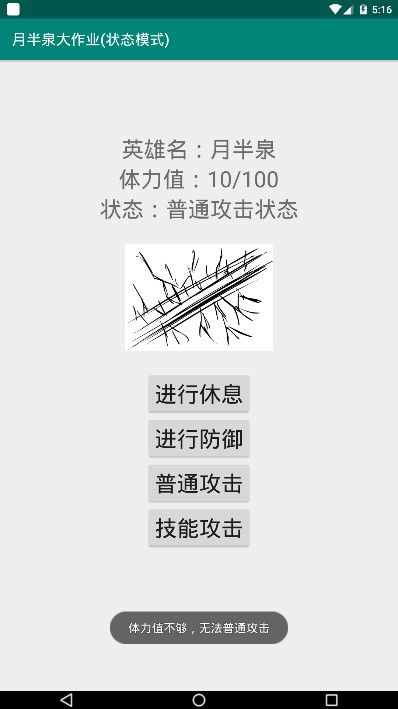 5:16
月半泉大作业(状态模式)
英雄名：月半泉
体力值：10/100
状态：普通攻击状态
进行休息
进行防御
普通攻击
技能攻击
体力值不够，无法普通攻击